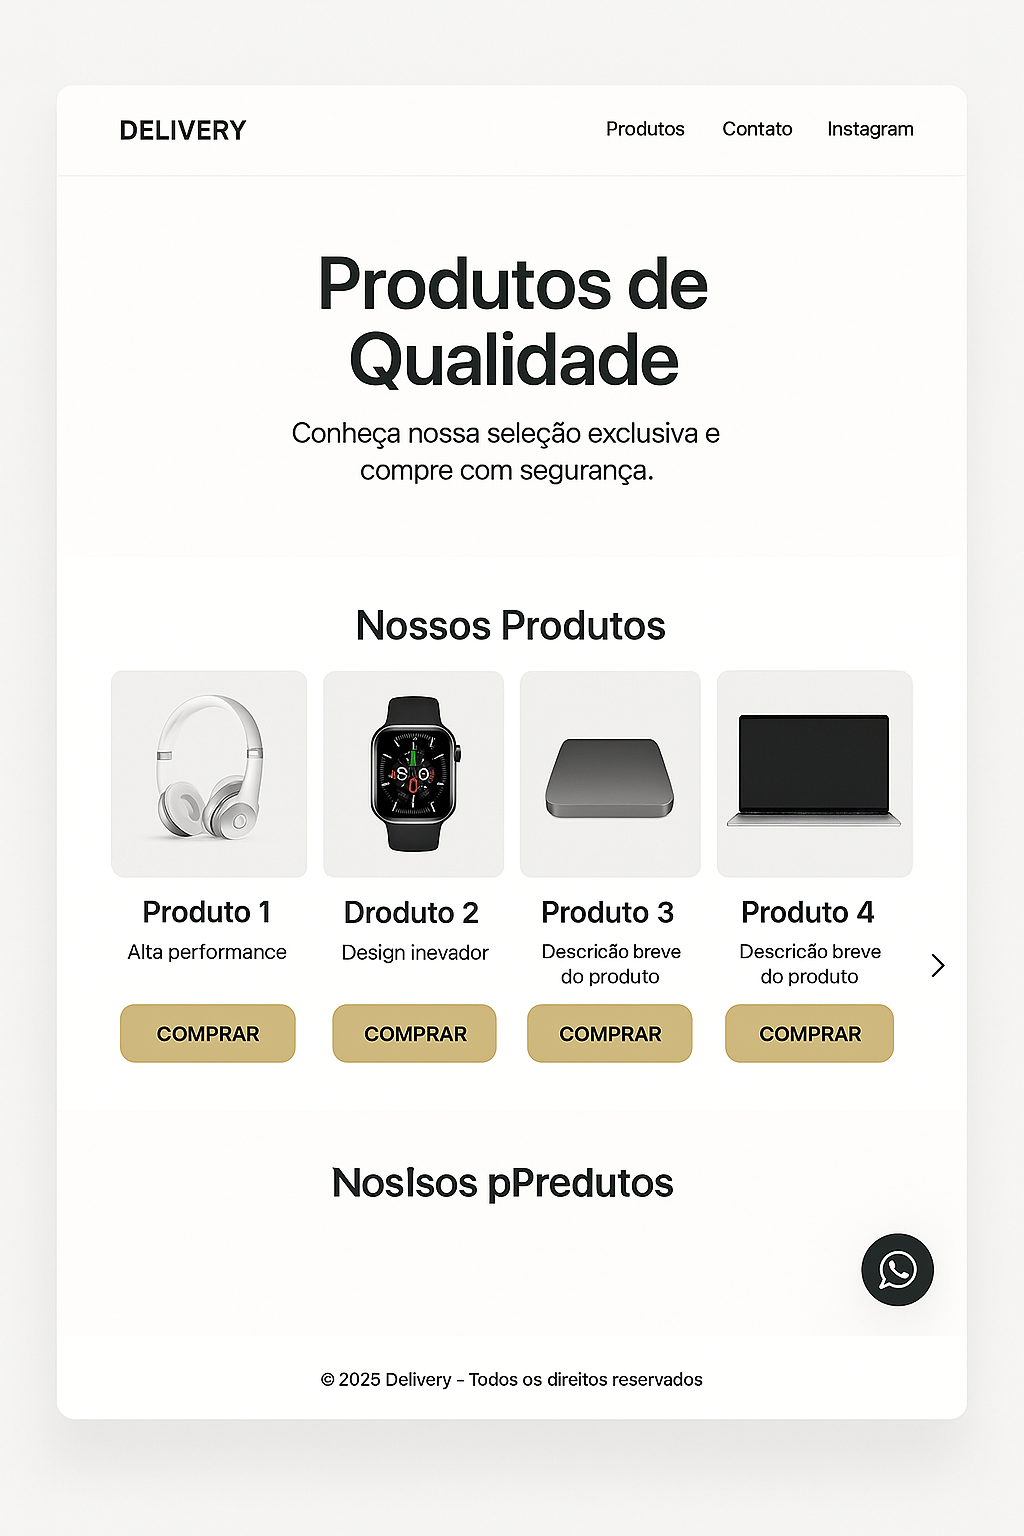 DELIVERY
Produtos Contato Instagram
Produtos de
Qualidade
Conheça nossa seleção exclusiva e
compre com segurança.
Nossos Produtos
Produto 1
Alta performance
COMPRAR
Droduto 2
Design inevador
COMPRAR
Produto 3
Descricão breve
do produto
COMPRAR
Produto 4
Descricão breve
do produto
COMPRAR
Noslsos pPredutos
© 2025 Delivery – Todos os direitos reservados